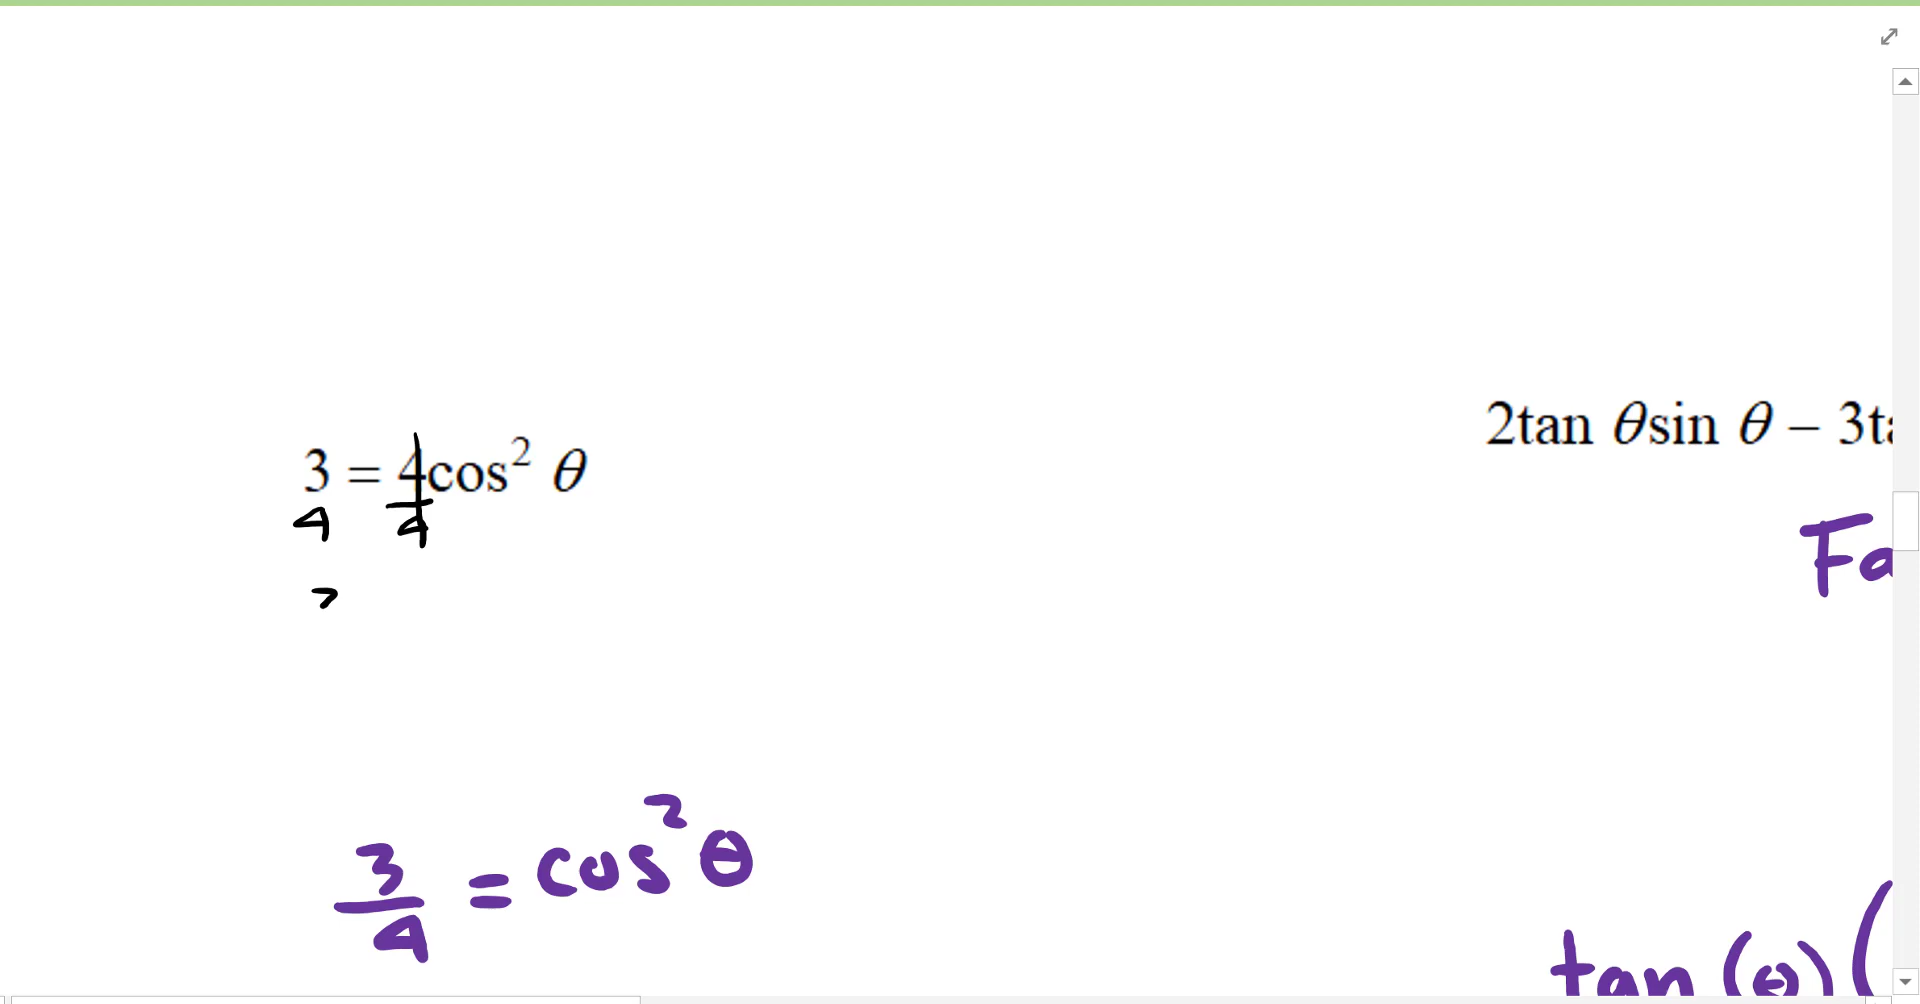 3 = 4cos² θ
4 4
2tan θsin θ – 3t
Fa
3/4 = cos² θ
tan (θ) (